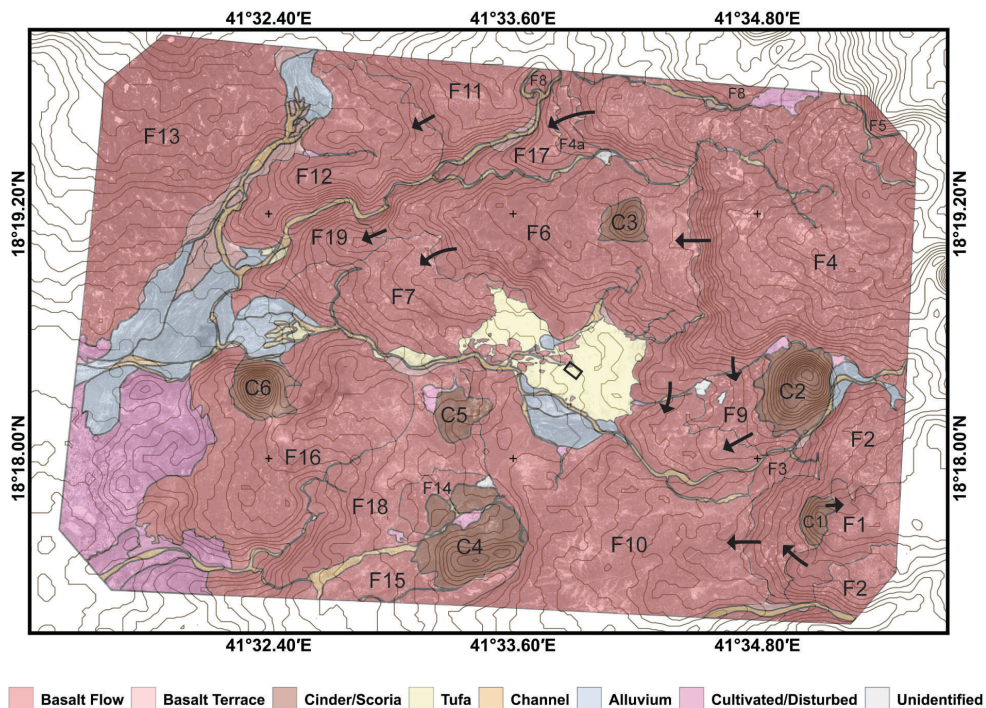 41°32.40'E 41°33.60'E 41°34.80'E
F8
F11
F8
F13
F5
F17
F4a
F12
18°19.20'N
18°19.20'N
C3
F19
F6
F4
F7
C6
C2
C5
F9
F2
18°18.00'N
18°18.00'N
F16
F3
F14
F18
C1
F1
F10
C4
F15
F2
41°32.40'E 41°33.60'E 41°34.80'E
Basalt Flow Basalt Terrace Cinder/Scoria Tufa Channel Alluvium Cultivated/Disturbed Unidentified